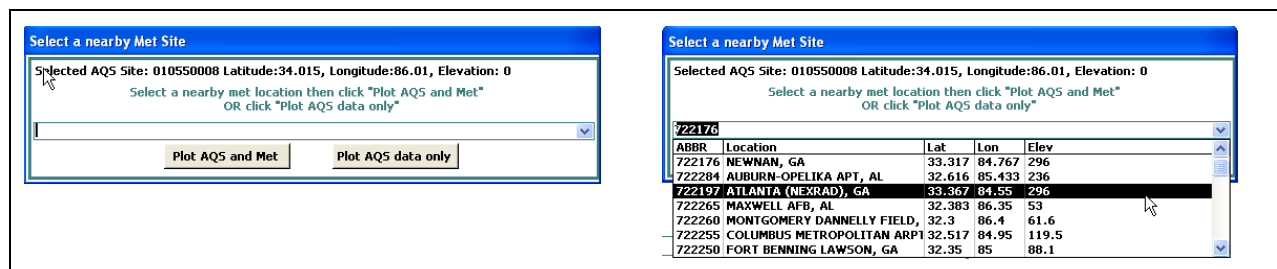 Select a nearby Met Site
Selected AQS Site: 010550008 Latitude:34.015, Longitude:86.01, Elevation: 0
Select a nearby met location then click "Plot AQS and Met"
OR click "Plot AQS data only"
Plot AQS and Met Plot AQS data only
Select a nearby Met Site
Selected AQS Site: 010550008 Latitude:34.015, Longitude:86.01, Elevation: 0
Select a nearby met location then click "Plot AQS and Met"
OR click "Plot AQS data only"
722176
ABBR Location Lat Lon Elev
722176 NEWNAN, GA 33.317 84.767 296
722284 AUBURN-OPELIKA APT, AL 32.616 85.433 236
722197 ATLANTA (NEXRAD), GA 33.367 84.55 296
722265 MAXWELL AFB, AL 32.383 86.35 53
722260 MONTGOMERY DANNELLY FIELD, 32.3 86.4 61.6
722255 COLUMBUS METROPOLITAN ARPT 32.517 84.95 119.5
722250 FORT BENNING LAWSON, GA 32.35 85 88.1